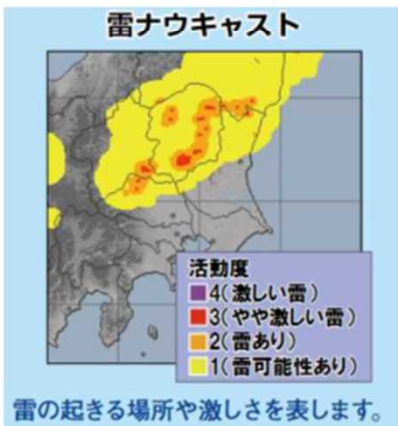 雷ナウキャスト
活動度
4(激しい雷)
3(やや激しい雷)
2(雷あり)
1(雷可能性あり)
雷の起きる場所や激しさを表します。